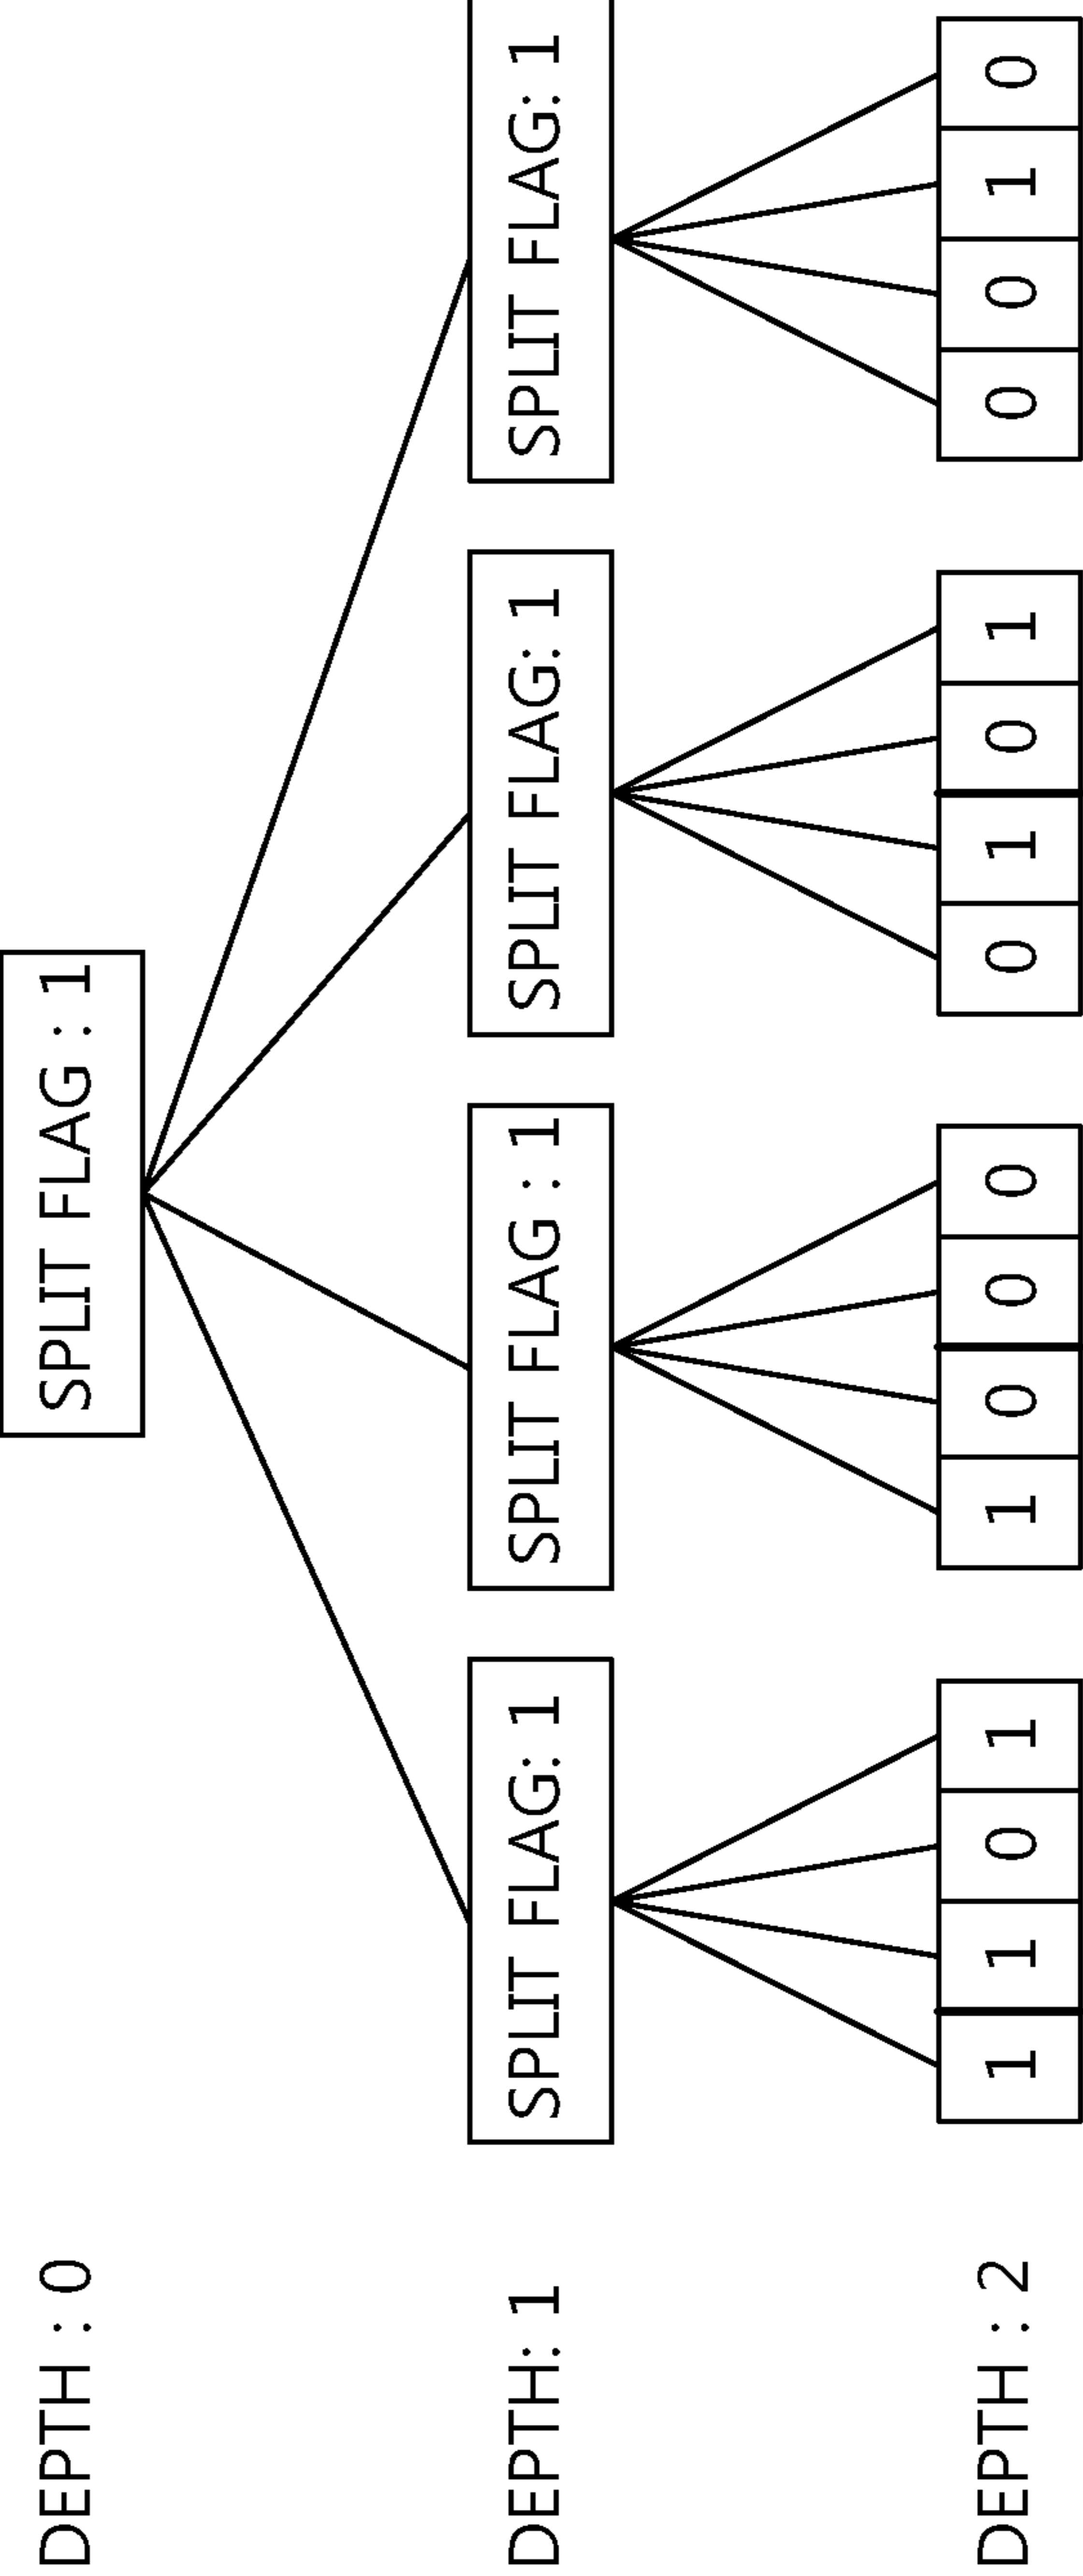 DEPTH : 0
SPLIT FLAG : 1
DEPTH: 1
SPLIT FLAG: 1
SPLIT FLAG : 1
SPLIT FLAG: 1
SPLIT FLAG: 1
DEPTH : 2
1 1 0 1
1 0 0 0
0 1 0 1
0 0 1 0